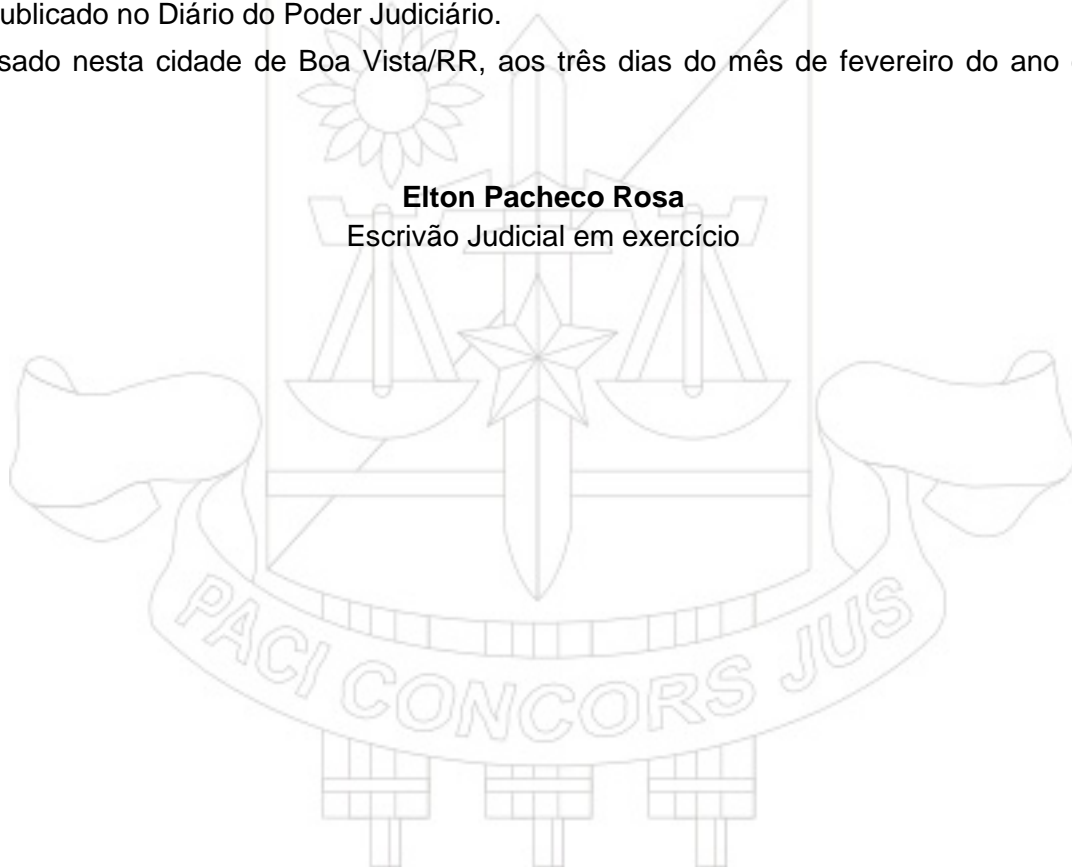 ublicado no Diário do Poder Judiciário.
sado nesta cidade de Boa Vista/RR, aos três dias do mês de fevereiro do ano
Elton Pacheco Rosa
Escrivão Judicial em exercício
PACI CONCORS JUS